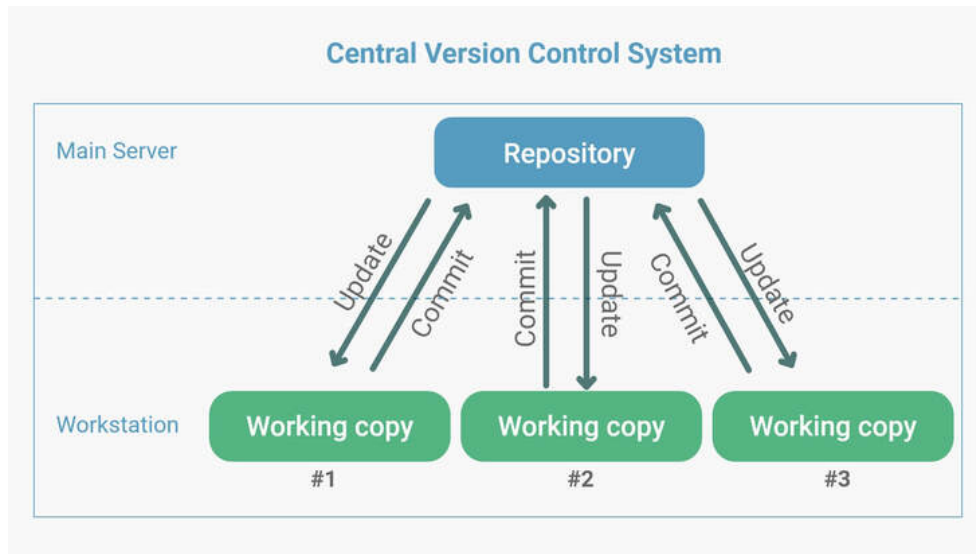 Central Version Control System
Main Server
Repository
Update
Commit
Commit
Update
Commit
Update
Workstation
Working copy
Working copy
Working copy
#1
#2
#3